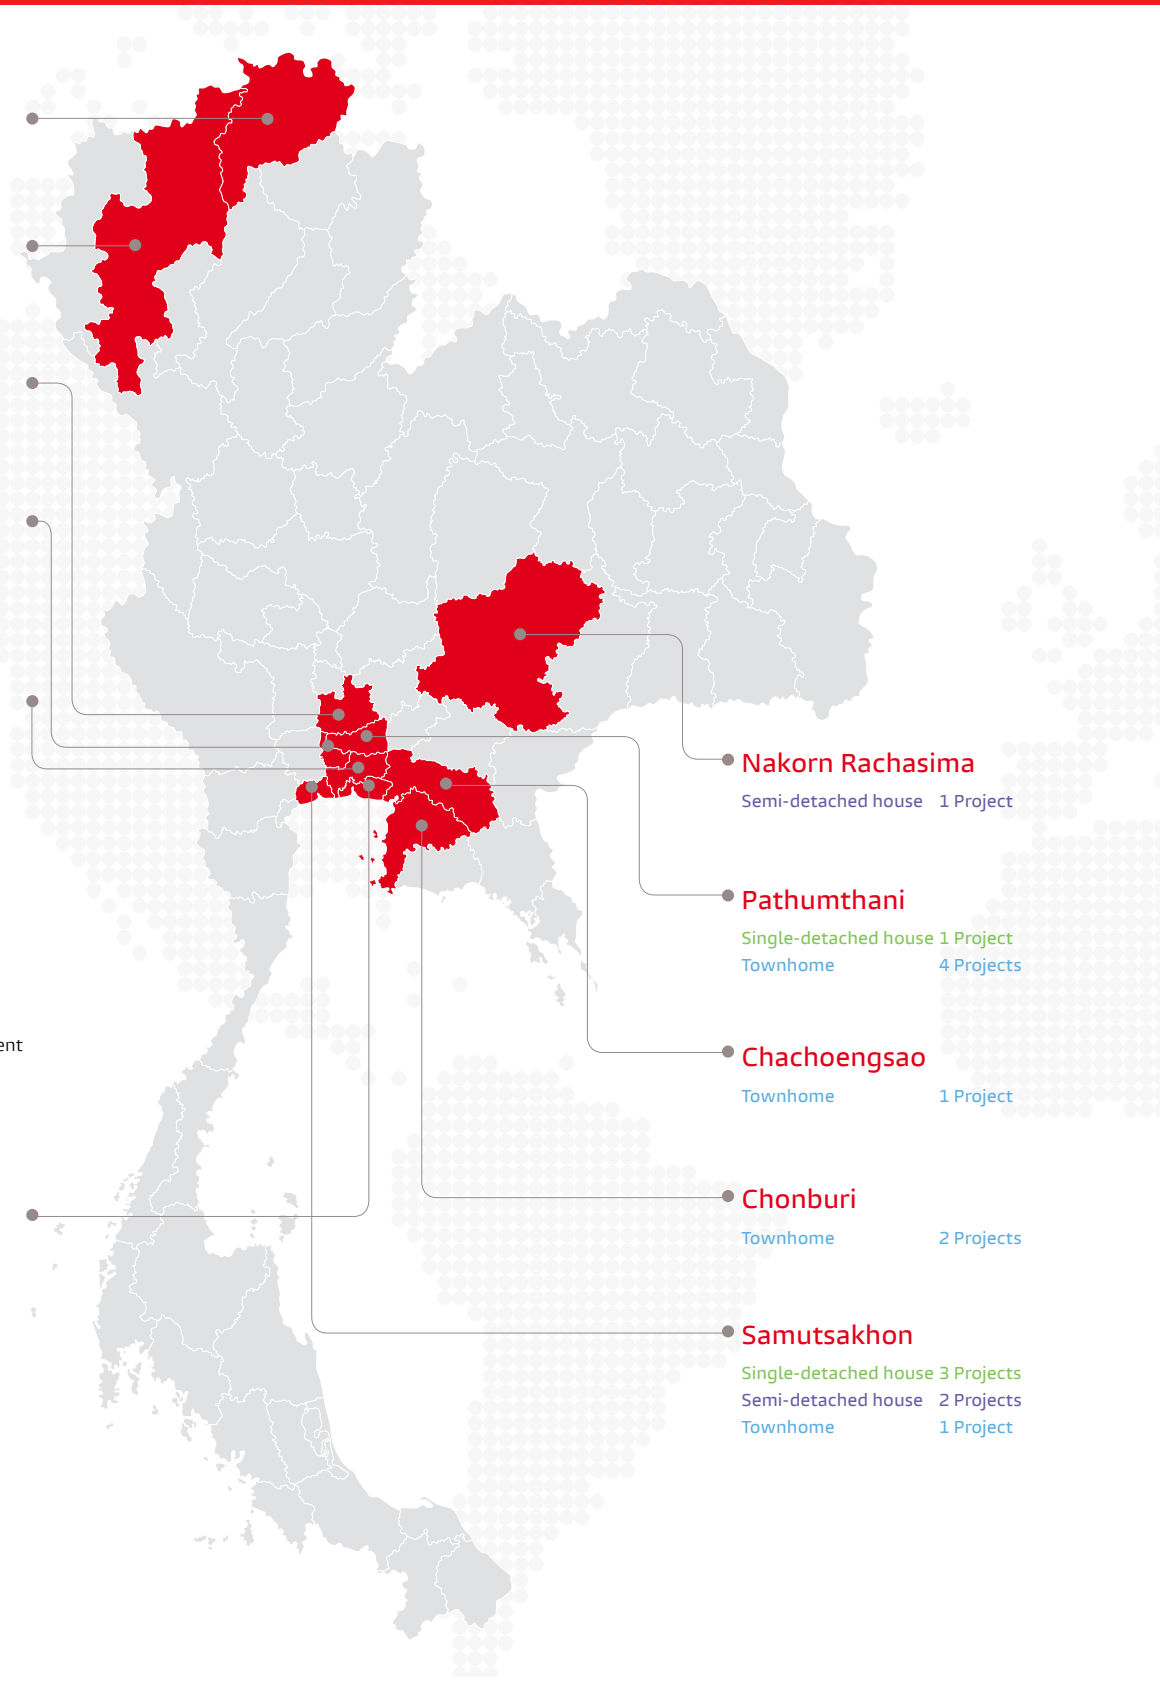 Nakorn Rachasima
Semi-detached house 1 Project
Pathumthani
Single-detached house 1 Project
Townhome 4 Projects
ent
Chachoengsao
Townhome 1 Project
Chonburi
Townhome 2 Projects
Samutsakhon
Single-detached house 3 Projects
Semi-detached house 2 Projects
Townhome 1 Project